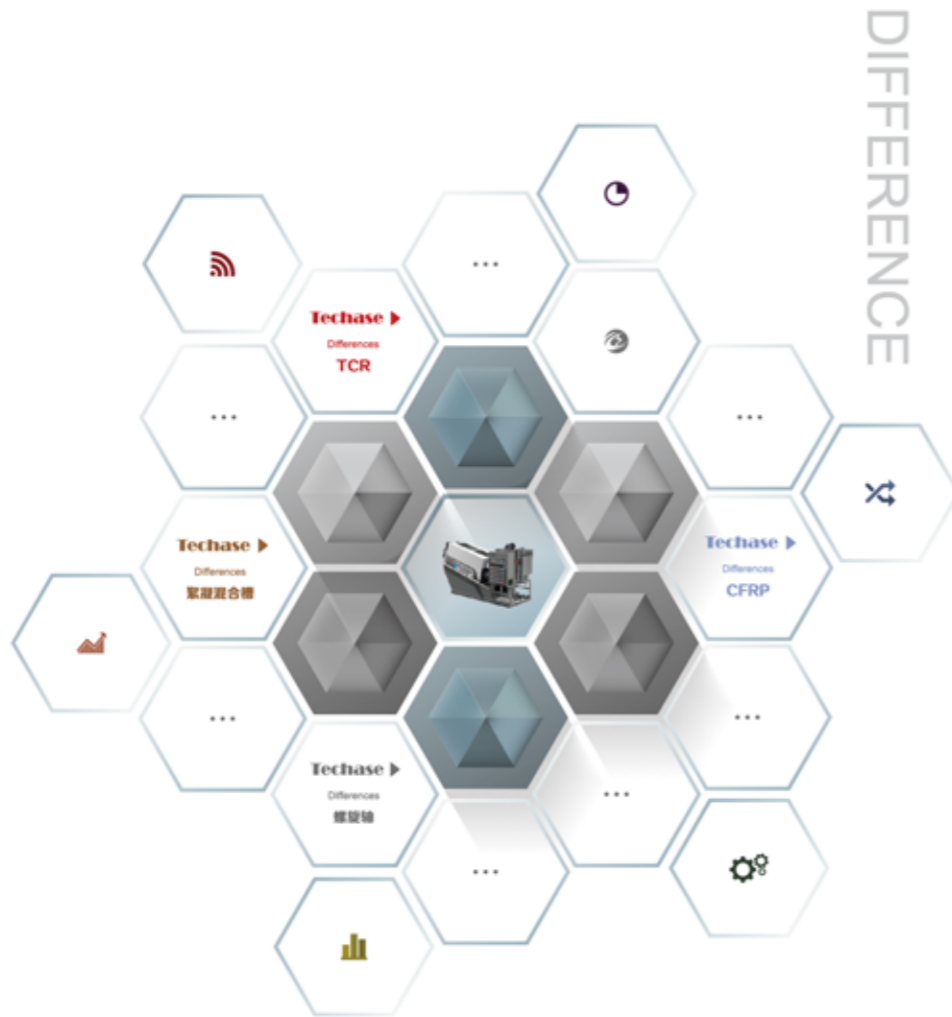 DIFFERENCE
...
Techase
Differences
TCR
...
...
Techase
Differences
絮凝混合槽
Techase
Differences
CFRP
...
...
Techase
Differences
螺旋轴
...
...